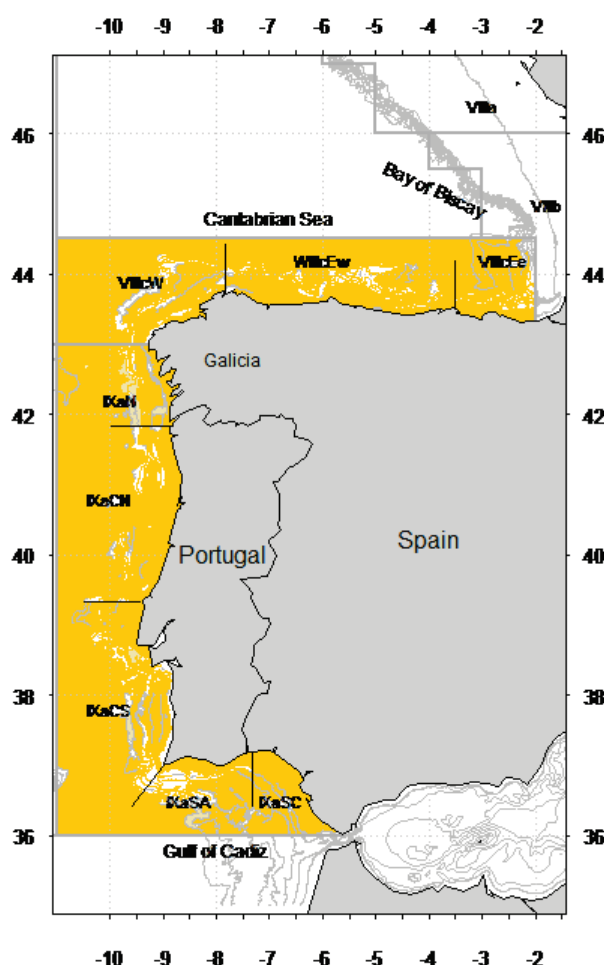 -10 -9 -8 -7 -6 -5 -4 -3 -2
VIIIa
46 46
Bay of Biscay
VIIIb
Cantabrian Sea
44 VIIIcW VIIIcEw VIIIcEe 44
Galicia
IXaN
42 42
IXaCN
40 Portugal Spain 40
38 38
IXaCS
IXaSA IXaSC
36 36
Gulf of Cadiz
-10 -9 -8 -7 -6 -5 -4 -3 -2